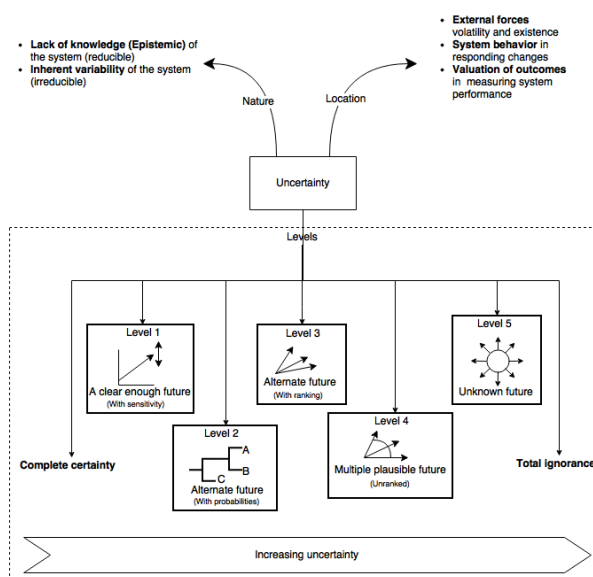 • Lack of knowledge (Epistemic) of
the system (reducible)
• Inherent variability of the system
(irreducible)
• External forces
volatility and existence
• System behavior in
responding changes
• Valuation of outcomes
in measuring system
performance
Nature
Location
Uncertainty
Levels
Level 1
A clear enough future
(With sensitivity)
Level 2
A
B
C
Alternate future
(With probabilities)
Level 3
Alternate future
(With ranking)
Level 4
Multiple plausible future
(Unranked)
Level 5
Unknown future
Complete certainty
Total ignorance
Increasing uncertainty